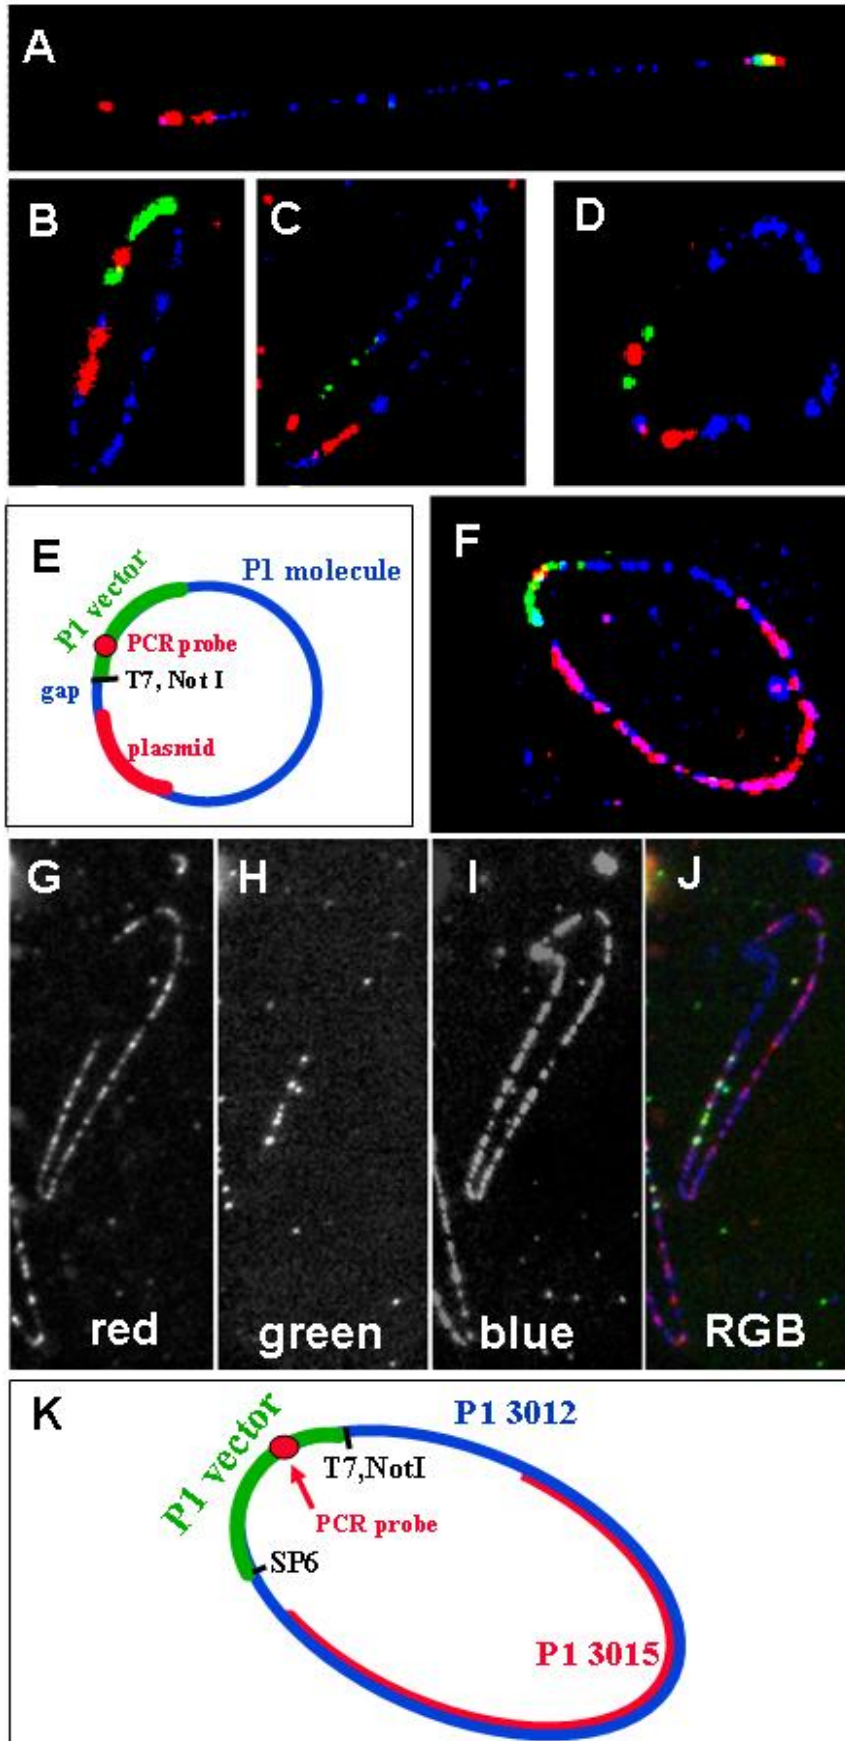 A
B
C
D
E
P1 vector
P1 molecule
PCR probe
T7, Not I
gap
plasmid
F
G
H
I
J
red
green
blue
RGB
K
P1 vector
P1 3012
T7,NotI
PCR probe
SP6
P1 3015